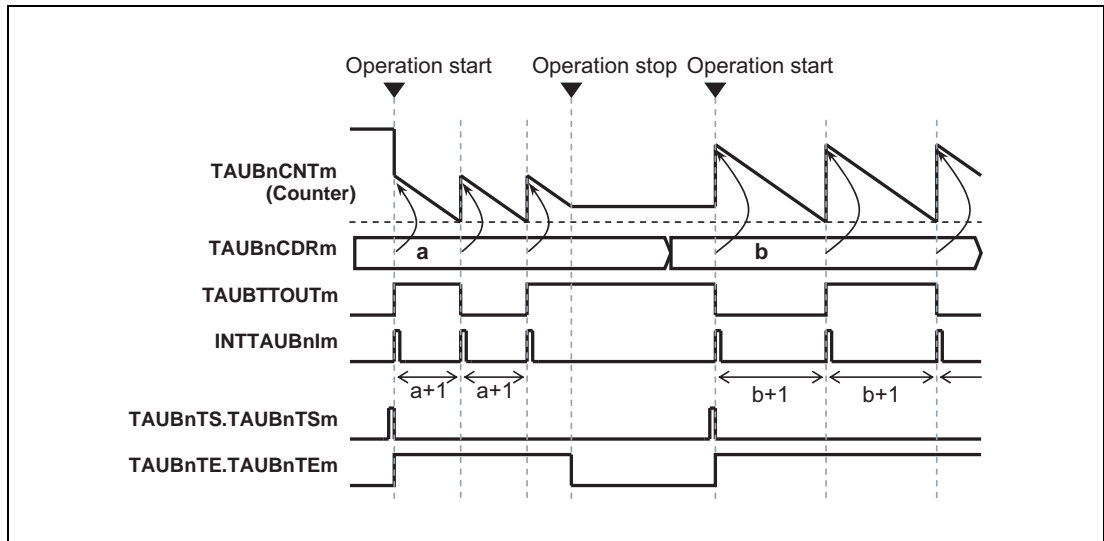 Operation start Operation stop Operation start
TAUBnCNTm
(Counter)
TAUBnCDRm a b
TAUBTTOUTm
INTTAUBnIm
a+1 a+1 b+1 b+1
TAUBnTS.TAUBnTSm
TAUBnTE.TAUBnTEm